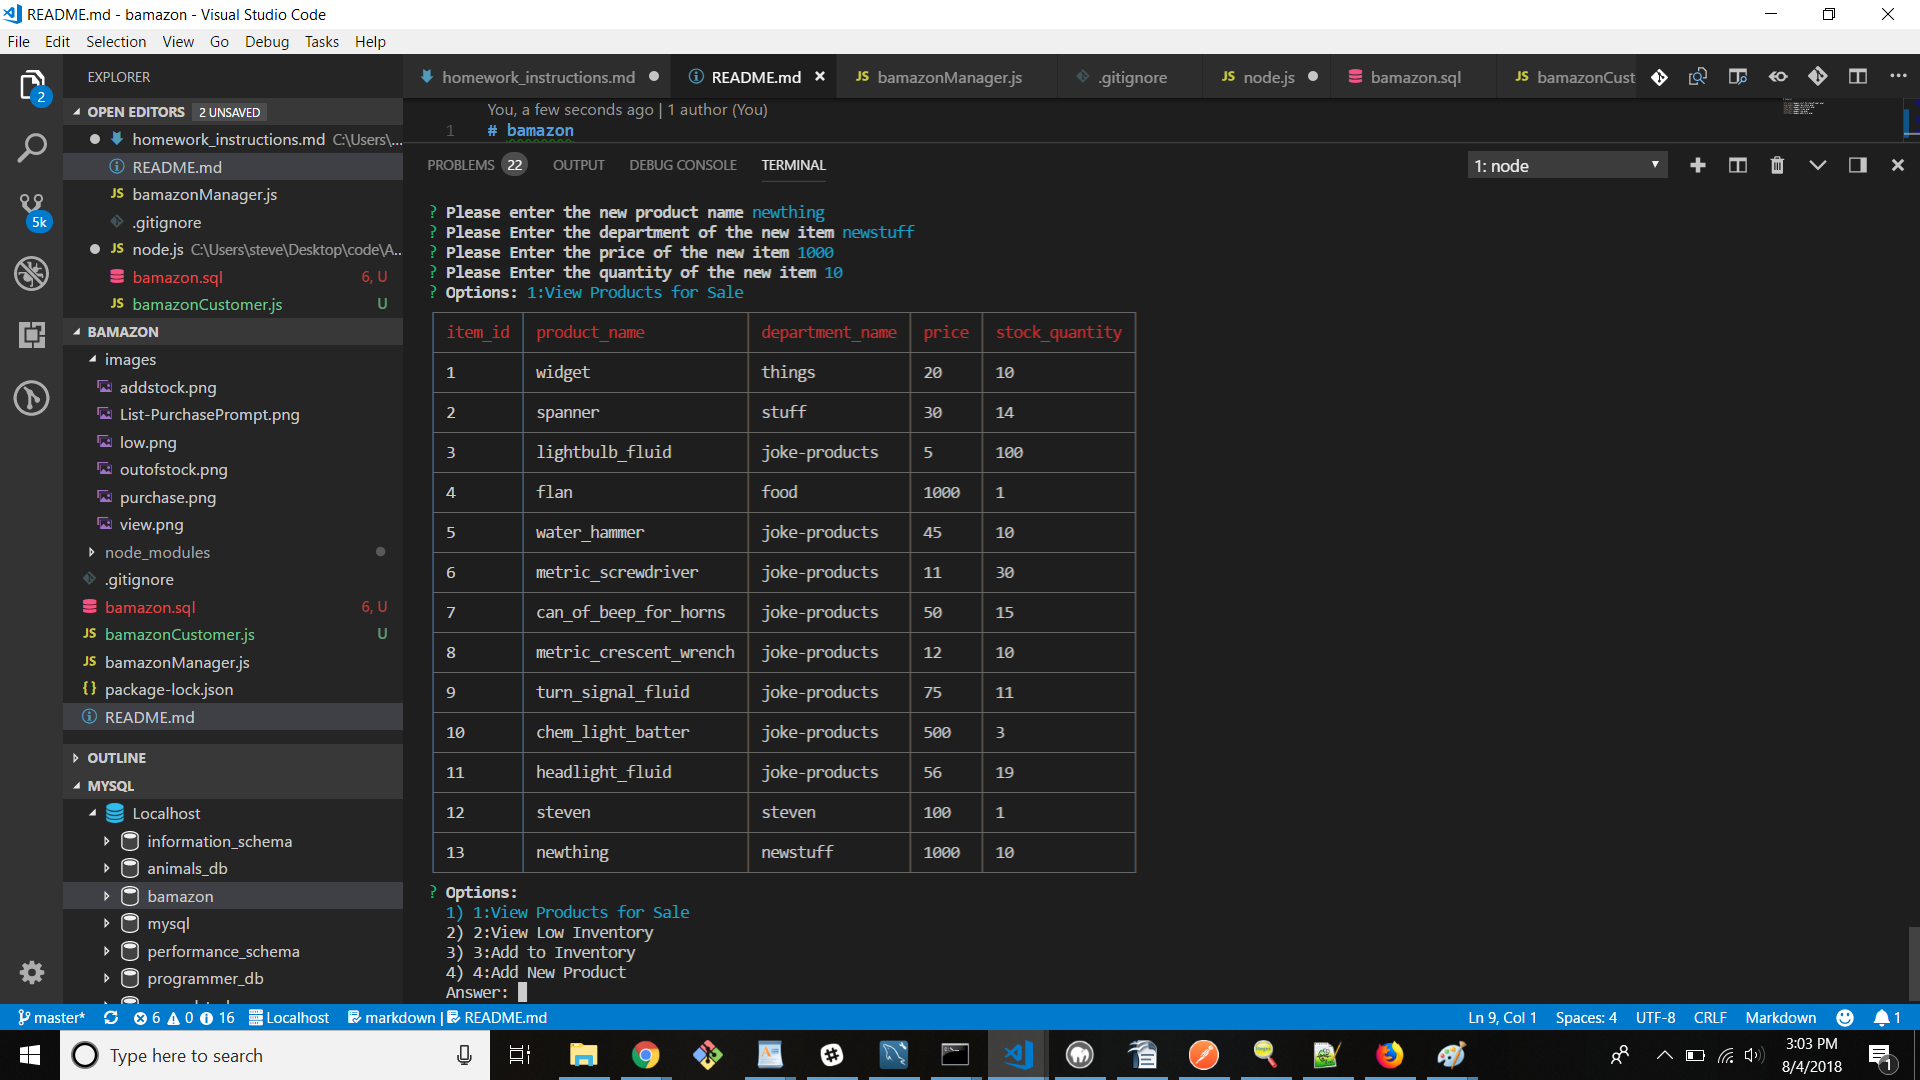 README.md - bamazon - Visual Studio Code
File Edit Selection View Go Debug Tasks Help
EXPLORER
OPEN EDITORS 2 UNSAVED
homework_instructions.md C:\Users\...
README.md
bamazonManager.js
.gitignore
node.js C:\Users\steve\Desktop\code\A...
bamazon.sql 6, U
bamazonCustomer.js U
BAMAZON
images
addstock.png
List-PurchasePrompt.png
low.png
outofstock.png
purchase.png
view.png
node_modules
.gitignore
bamazon.sql 6, U
bamazonCustomer.js U
bamazonManager.js
package-lock.json
README.md
OUTLINE
MYSQL
Localhost
information_schema
animals_db
bamazon
mysql
performance_schema
programmer_db
2
5k
homework_instructions.md README.md bamazonManager.js .gitignore node.js bamazon.sql bamazonCust
You, a few seconds ago | 1 author (You)
1 # bamazon
PROBLEMS 22 OUTPUT DEBUG CONSOLE TERMINAL 1: node
? Please enter the new product name newthing
? Please Enter the department of the new item newstuff
? Please Enter the price of the new item 1000
? Please Enter the quantity of the new item 10
? Options: 1:View Products for Sale
item_id product_name department_name price stock_quantity
1 widget things 20 10
2 spanner stuff 30 14
3 lightbulb_fluid joke-products 5 100
4 flan food 1000 1
5 water_hammer joke-products 45 10
6 metric_screwdriver joke-products 11 30
7 can_of_beep_for_horns joke-products 50 15
8 metric_crescent_wrench joke-products 12 10
9 turn_signal_fluid joke-products 75 11
10 chem_light_batter joke-products 500 3
11 headlight_fluid joke-products 56 19
12 steven steven 100 1
13 newthing newstuff 1000 10
? Options:
1) 1:View Products for Sale
2) 2:View Low Inventory
3) 3:Add to Inventory
4) 4:Add New Product
Answer:
master* 6 0 16 Localhost markdown | README.md Ln 9, Col 1 Spaces: 4 UTF-8 CRLF Markdown 1
Type here to search
3:03 PM
8/4/2018
1